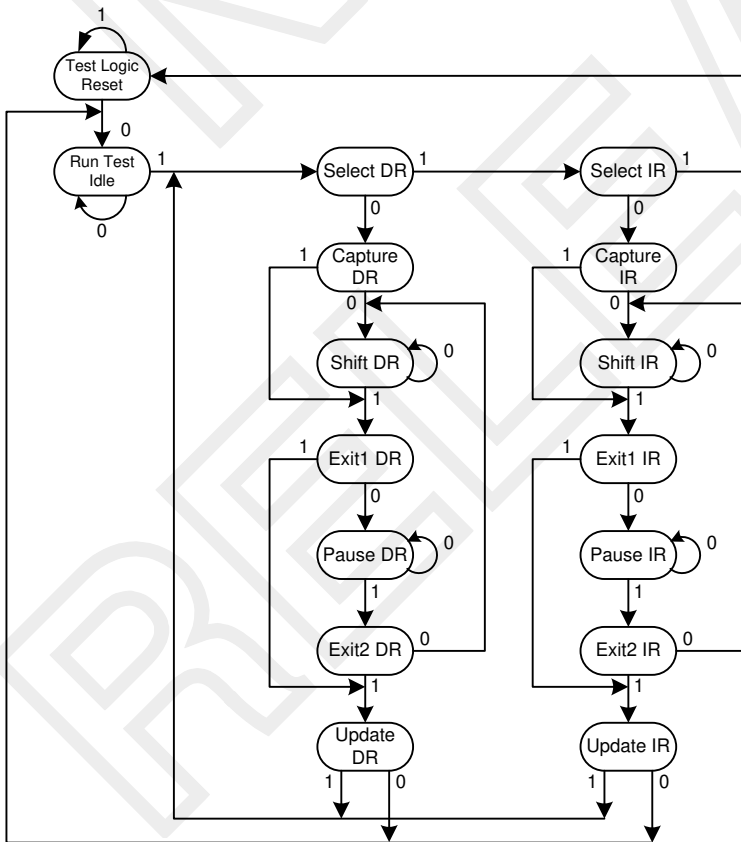 1
Test Logic
Reset
0
Run Test
Idle
1
0
Select DR
1
Select IR
1
0
0
1
Capture
DR
1
Capture
IR
0
0
Shift DR
0
Shift IR
0
1
1
1
Exit1 DR
1
Exit1 IR
0
0
Pause DR
0
Pause IR
0
1
1
Exit2 DR
0
Exit2 IR
0
1
1
Update
DR
Update IR
1
0
1
0